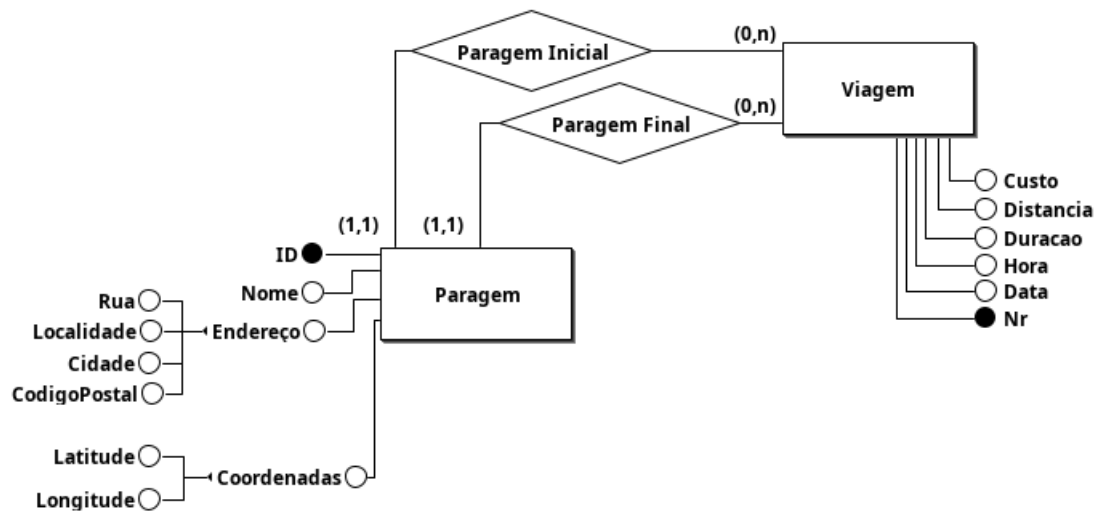 Paragem Inicial
(0,n)
Viagem
Paragem Final
(0,n)
Custo
Distancia
Duracao
Hora
Data
Nr
(1,1)
(1,1)
ID
Nome
Paragem
Endereço
Rua
Localidade
Cidade
CodigoPostal
Coordenadas
Latitude
Longitude